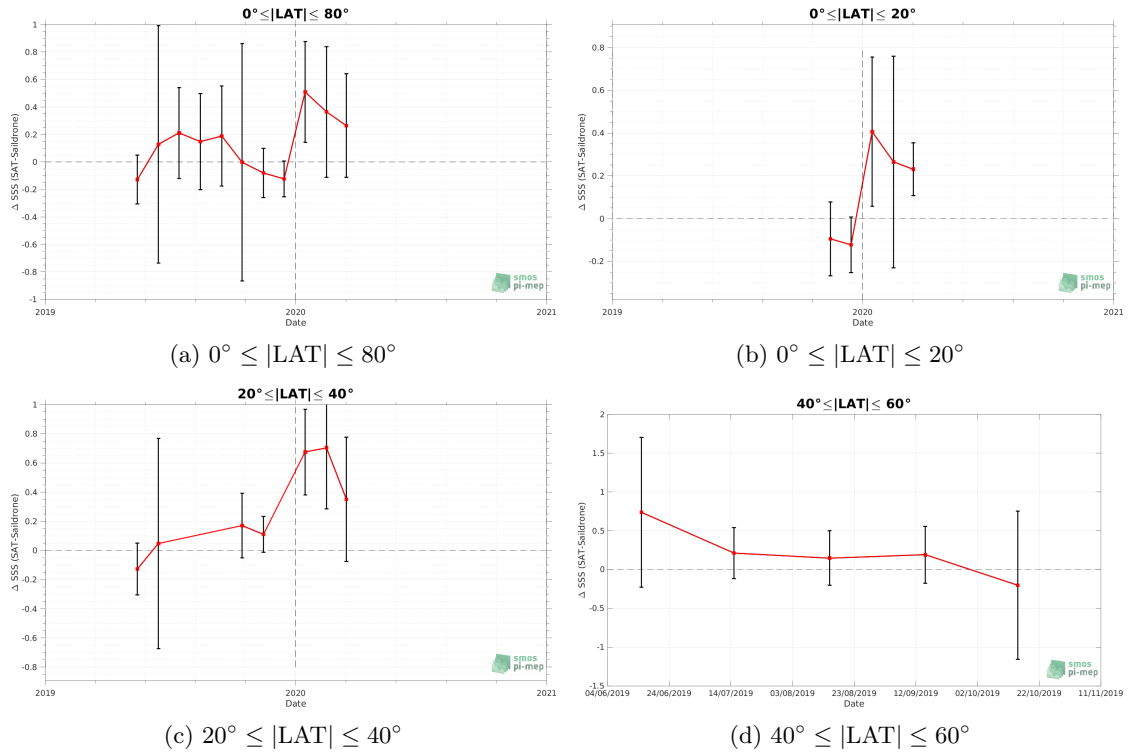 0°≤|LAT|≤ 80°
Δ SSS (SAT-Saildrone)
1
0.8
0.6
0.4
0.2
0
-0.2
-0.4
-0.6
-0.8
-1
2019
2020
2021
Date
smos
pi-mep
(a) 0° ≤ |LAT| ≤ 80°
0°≤|LAT|≤ 20°
Δ SSS (SAT-Saildrone)
0.8
0.6
0.4
0.2
0
-0.2
2019
2020
2021
Date
smos
pi-mep
(b) 0° ≤ |LAT| ≤ 20°
20°≤|LAT|≤ 40°
Δ SSS (SAT-Saildrone)
1
0.8
0.6
0.4
0.2
0
-0.2
-0.4
-0.6
-0.8
2019
2020
2021
Date
smos
pi-mep
(c) 20° ≤ |LAT| ≤ 40°
40°≤|LAT|≤ 60°
Δ SSS (SAT-Saildrone)
2
1.5
1
0.5
0
-0.5
-1
-1.5
04/06/2019 24/06/2019 14/07/2019 03/08/2019 23/08/2019 12/09/2019 02/10/2019 22/10/2019 11/11/2019
Date
smos
pi-mep
(d) 40° ≤ |LAT| ≤ 60°